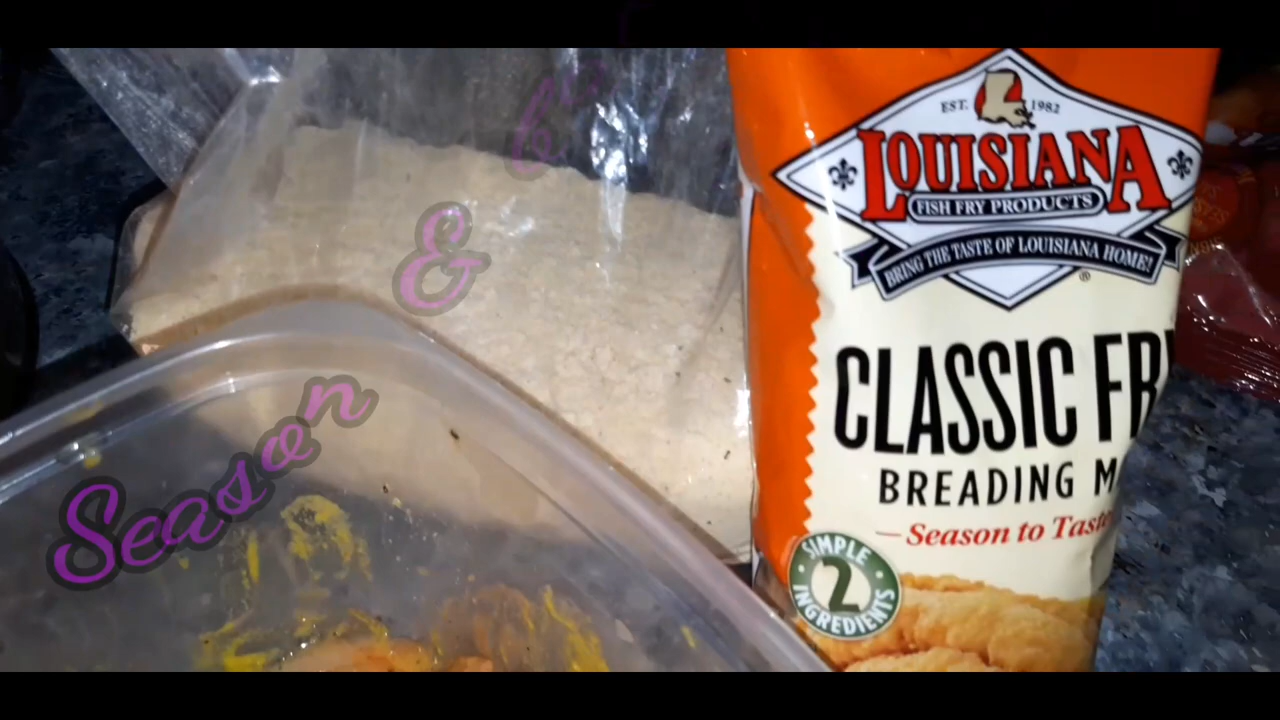 EST. 1982
LOUISIANA
FISH FRY PRODUCTS
BRING THE TASTE OF LOUISIANA HOME!
®
CLASSIC FR
BREADING M
Season to Taste
SIMPLE
2
INGREDIENTS
Season
&